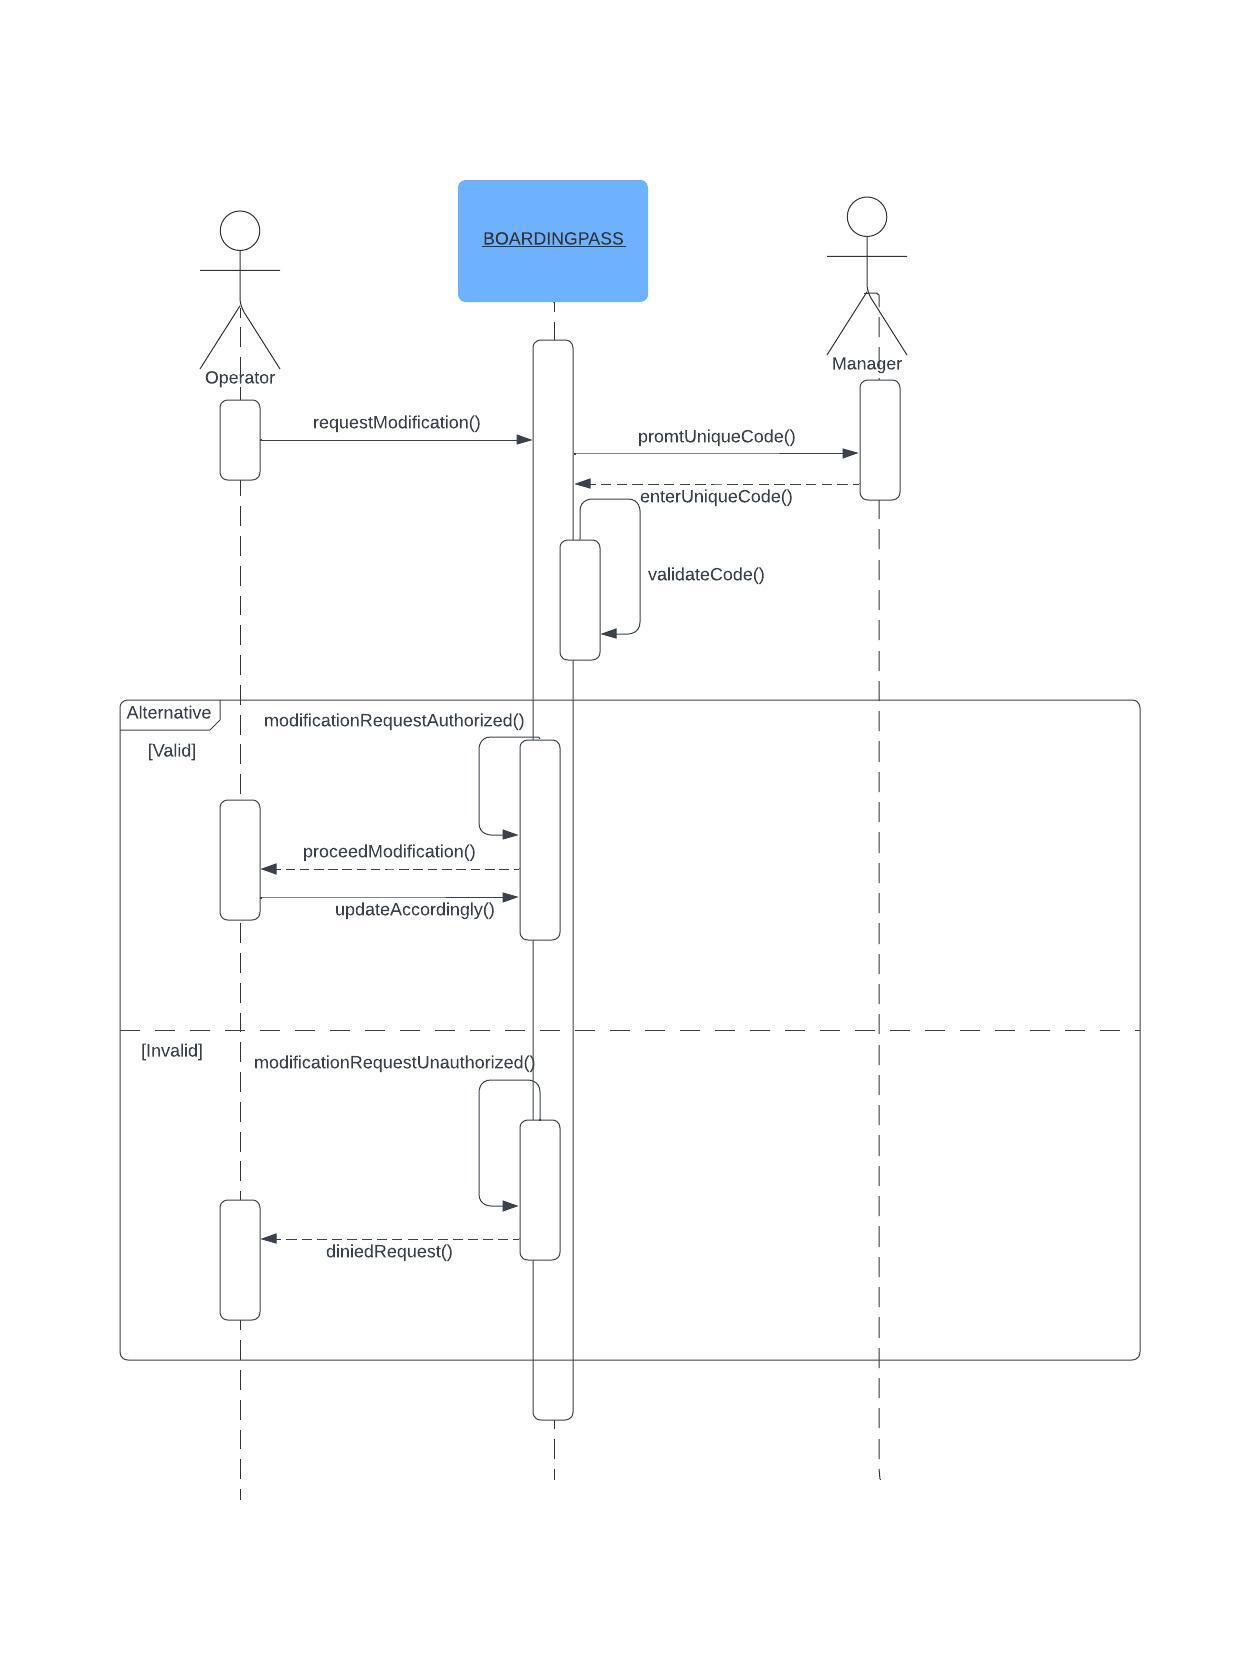 BOARDINGPASS
Operator
Manager
requestModification()
promtUniqueCode()
enterUniqueCode()
validateCode()
Alternative
modificationRequestAuthorized()
[Valid]
proceedModification()
updateAccordingly()
[Invalid]
modificationRequestUnauthorized()
diniedRequest()